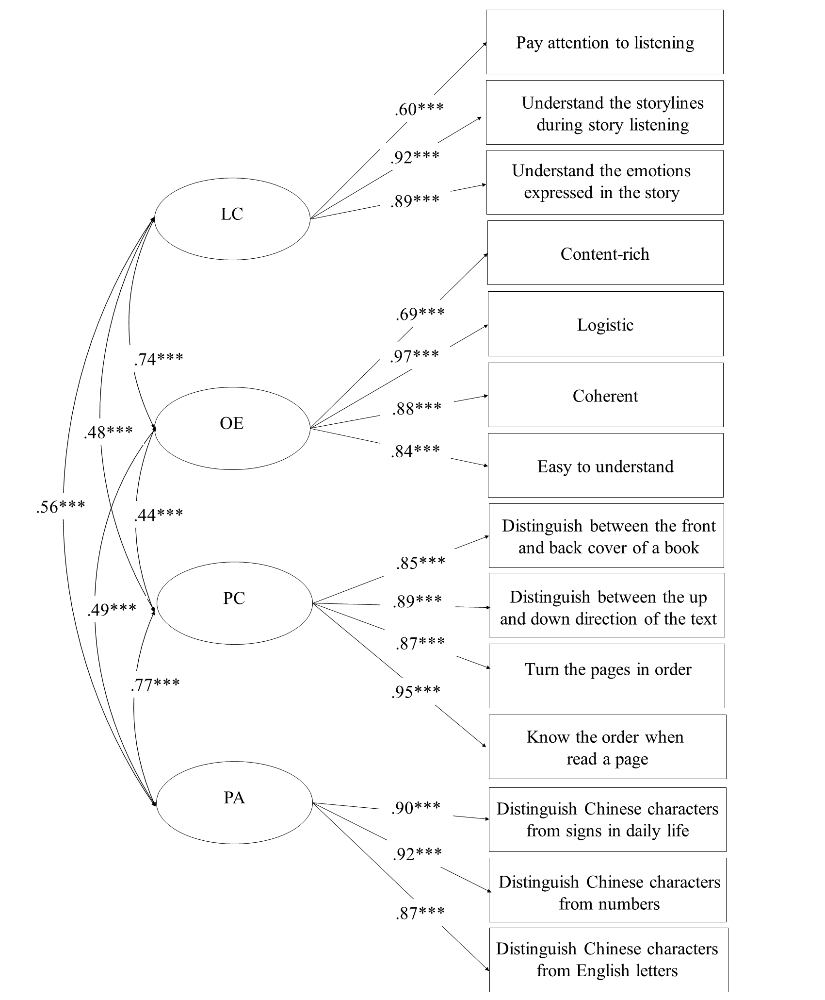 Pay attention to listening
.60***
Understand the storylines
during story listening
.92***
Understand the emotions
expressed in the story
.89***
LC
Content-rich
.69***
Logistic
.97***
.74***
Coherent
.88***
OE
.48***
.84***
Easy to understand
.56***
.44***
Distinguish between the front
and back cover of a book
.85***
PC
.89***
Distinguish between the up
and down direction of the text
.49***
.87***
Turn the pages in order
.77***
.95***
Know the order when
read a page
PA
.90***
Distinguish Chinese characters
from signs in daily life
.92***
Distinguish Chinese characters
from numbers
.87***
Distinguish Chinese characters
from English letters